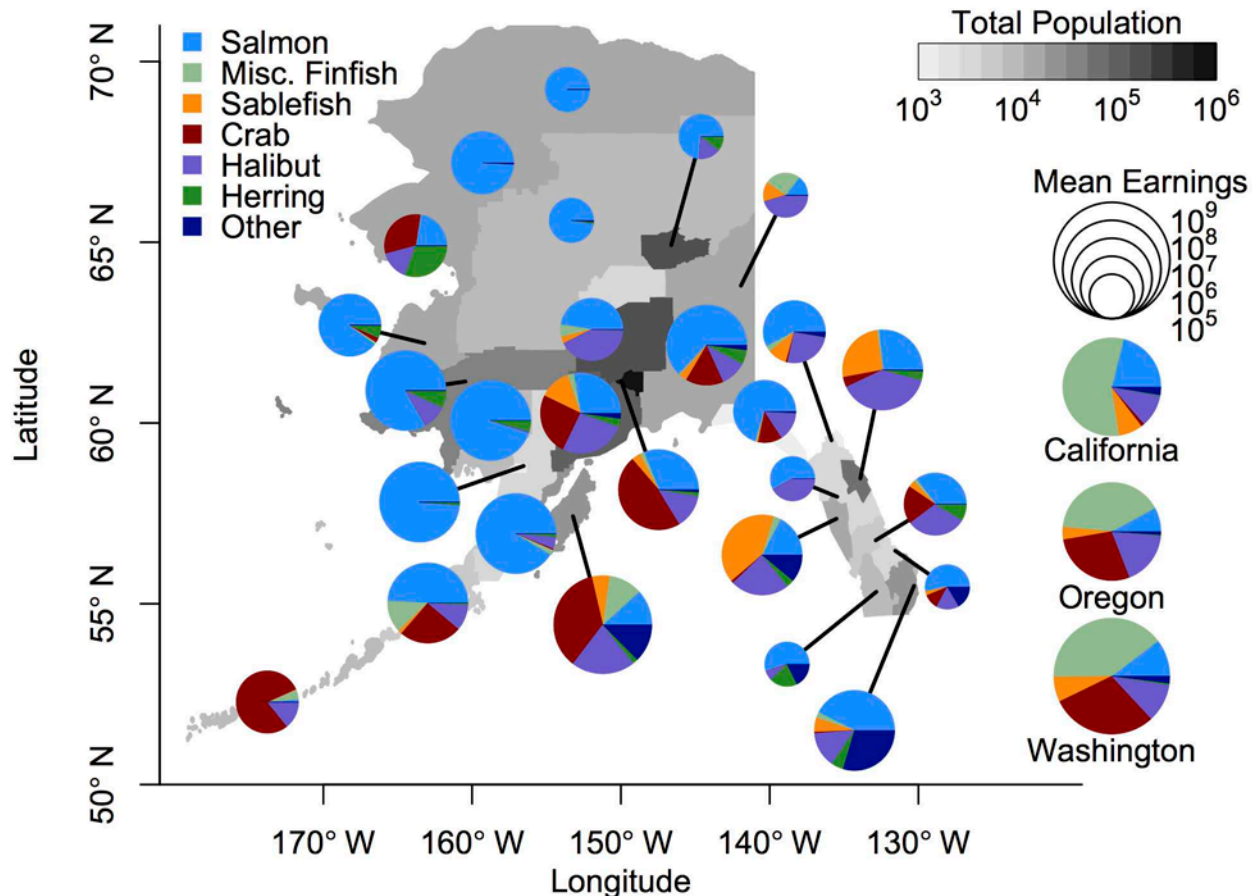 Total Population
10³ 10⁴ 10⁵ 10⁶
Salmon
Misc. Finfish
Sablefish
Crab
Halibut
Herring
Other
Mean Earnings
10⁹
10⁸
10⁷
10⁶
10⁵
California
Oregon
Washington
70° N
65° N
60° N
55° N
50° N
Latitude
170° W 160° W 150° W 140° W 130° W
Longitude